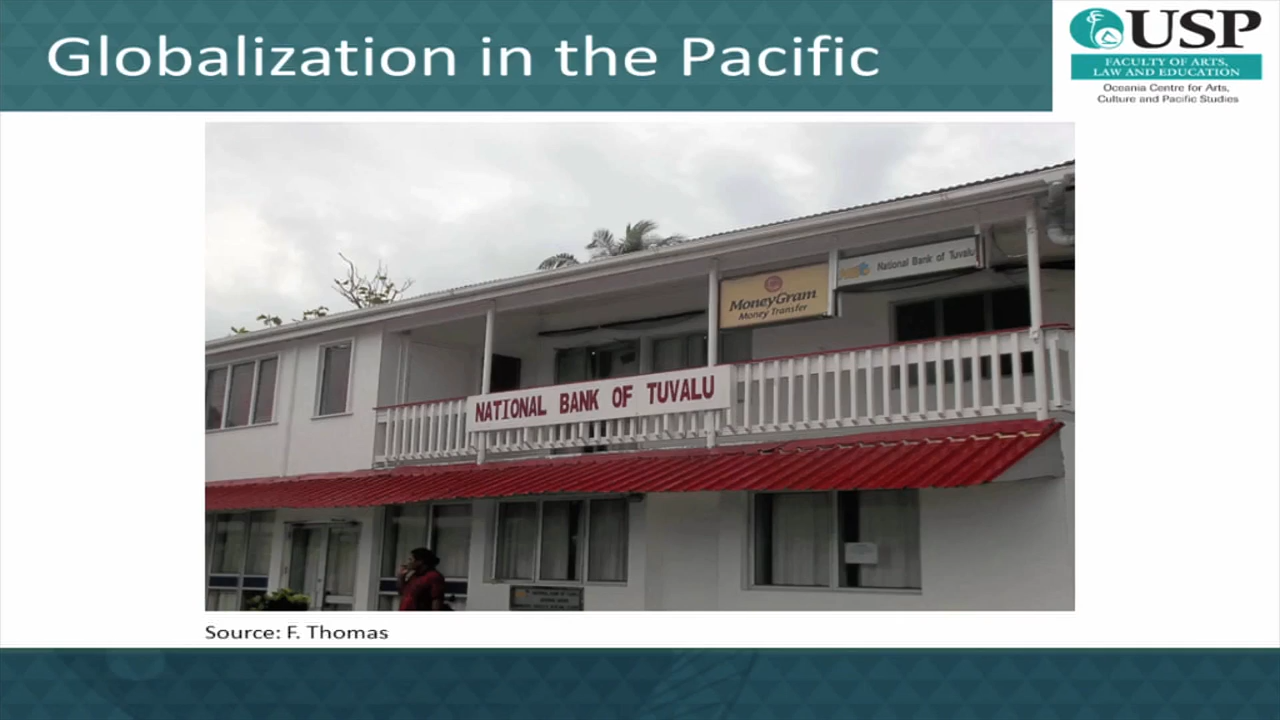 Globalization in the Pacific
USP
FACULTY OF ARTS,
LAW AND EDUCATION
Oceania Centre for Arts,
Culture and Pacific Studies
MoneyGram
Money Transfer
National Bank of Tuvalu
NATIONAL BANK OF TUVALU
Source: F. Thomas